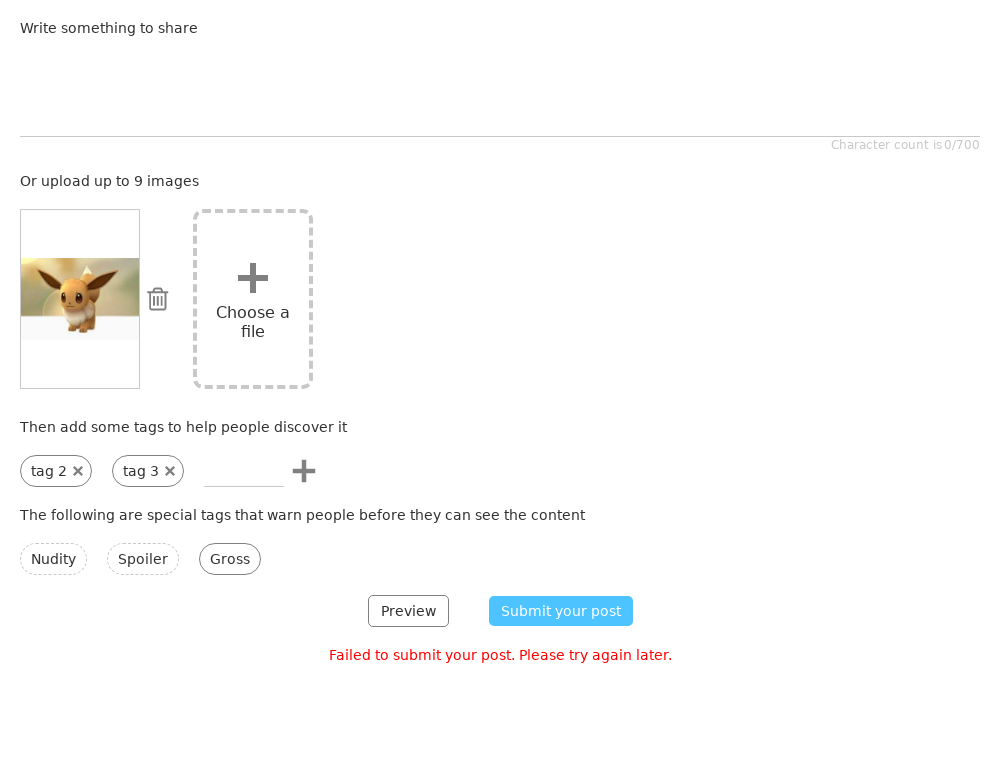 Write something to share
Character count is 0/700
Or upload up to 9 images
Choose a
file
Then add some tags to help people discover it
tag 2
tag 3
The following are special tags that warn people before they can see the content
Nudity
Spoiler
Gross
Preview
Submit your post
Failed to submit your post. Please try again later.